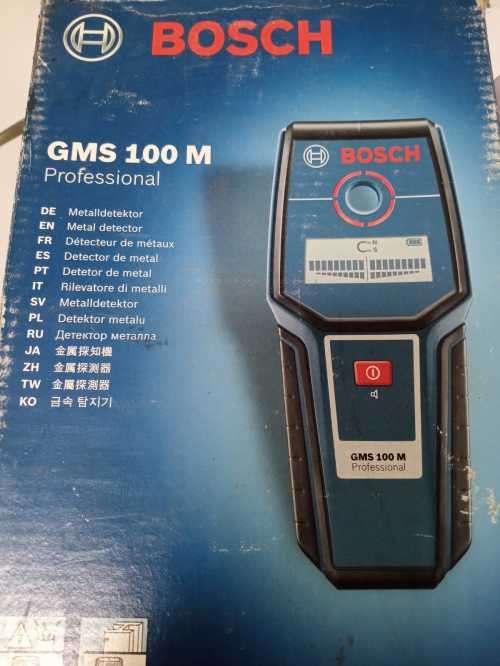 BOSCH
GMS 100 M
Professional
DE Metalldetektor
EN Metal detector
FR Détecteur de métaux
ES Detector de metal
PT Detetor de metal
IT Rilevatore di metalli
SV Metalldetektor
PL Detektor metalu
RU Детектор металла
JA 金属探知機
ZH 金属探测器
TW 金屬探測器
KO 금속 탐지기
BOSCH
N
S
GMS 100 M
Professional